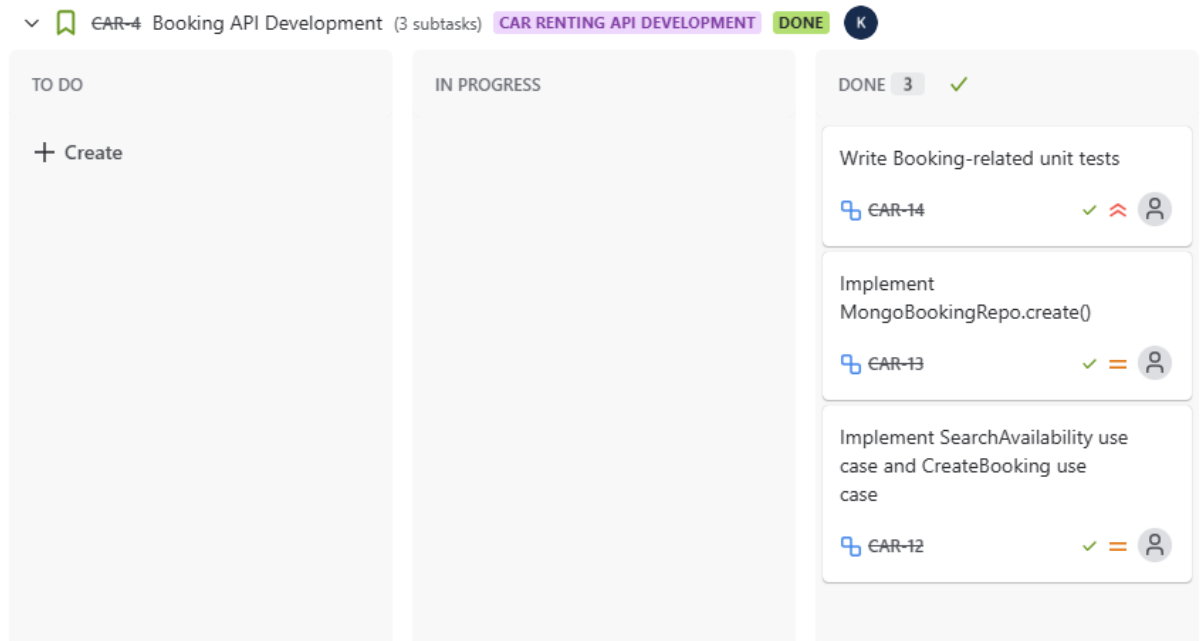 CAR-4 Booking API Development (3 subtasks) CAR RENTING API DEVELOPMENT DONE K
TO DO
IN PROGRESS
DONE 3
Create
Write Booking-related unit tests
CAR-14
Implement
MongoBookingRepo.create()
CAR-13
Implement SearchAvailability use
case and CreateBooking use
case
CAR-12